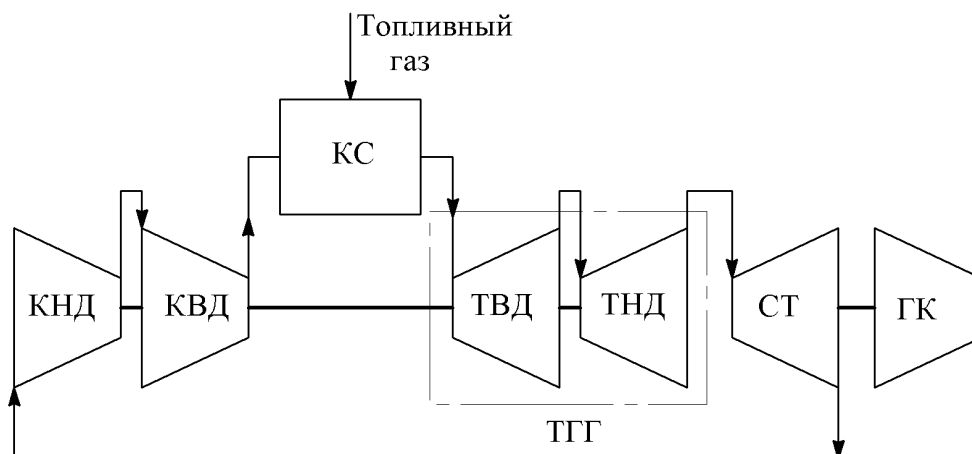 Топливный
газ
КС
КНД
КВД
ТВД
ТНД
СТ
ГК
ТГГ